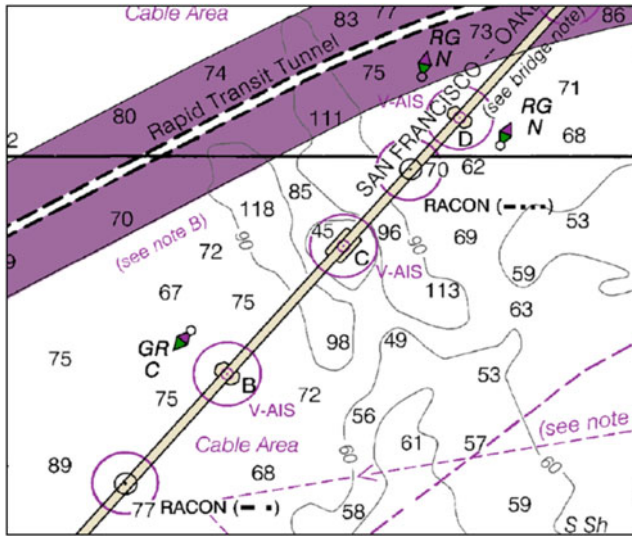 Cable Area
83
77
86
RG
N
73
SAN FRANCISCO - OAKL
74
75
(see bridge note)
71
V-AIS
80
Rapid Transit Tunnel
111
RG
N
D
68
2
62
70
85
118
70
RACON
53
(see note B)
90
45
96
69
72
90
C
59
V-AIS
67
113
63
75
GR
C
98
49
75
B
53
75
72
V-AIS
56
Cable Area
61
57
(see note
89
60
68
60
77
RACON
58
59
S Sh